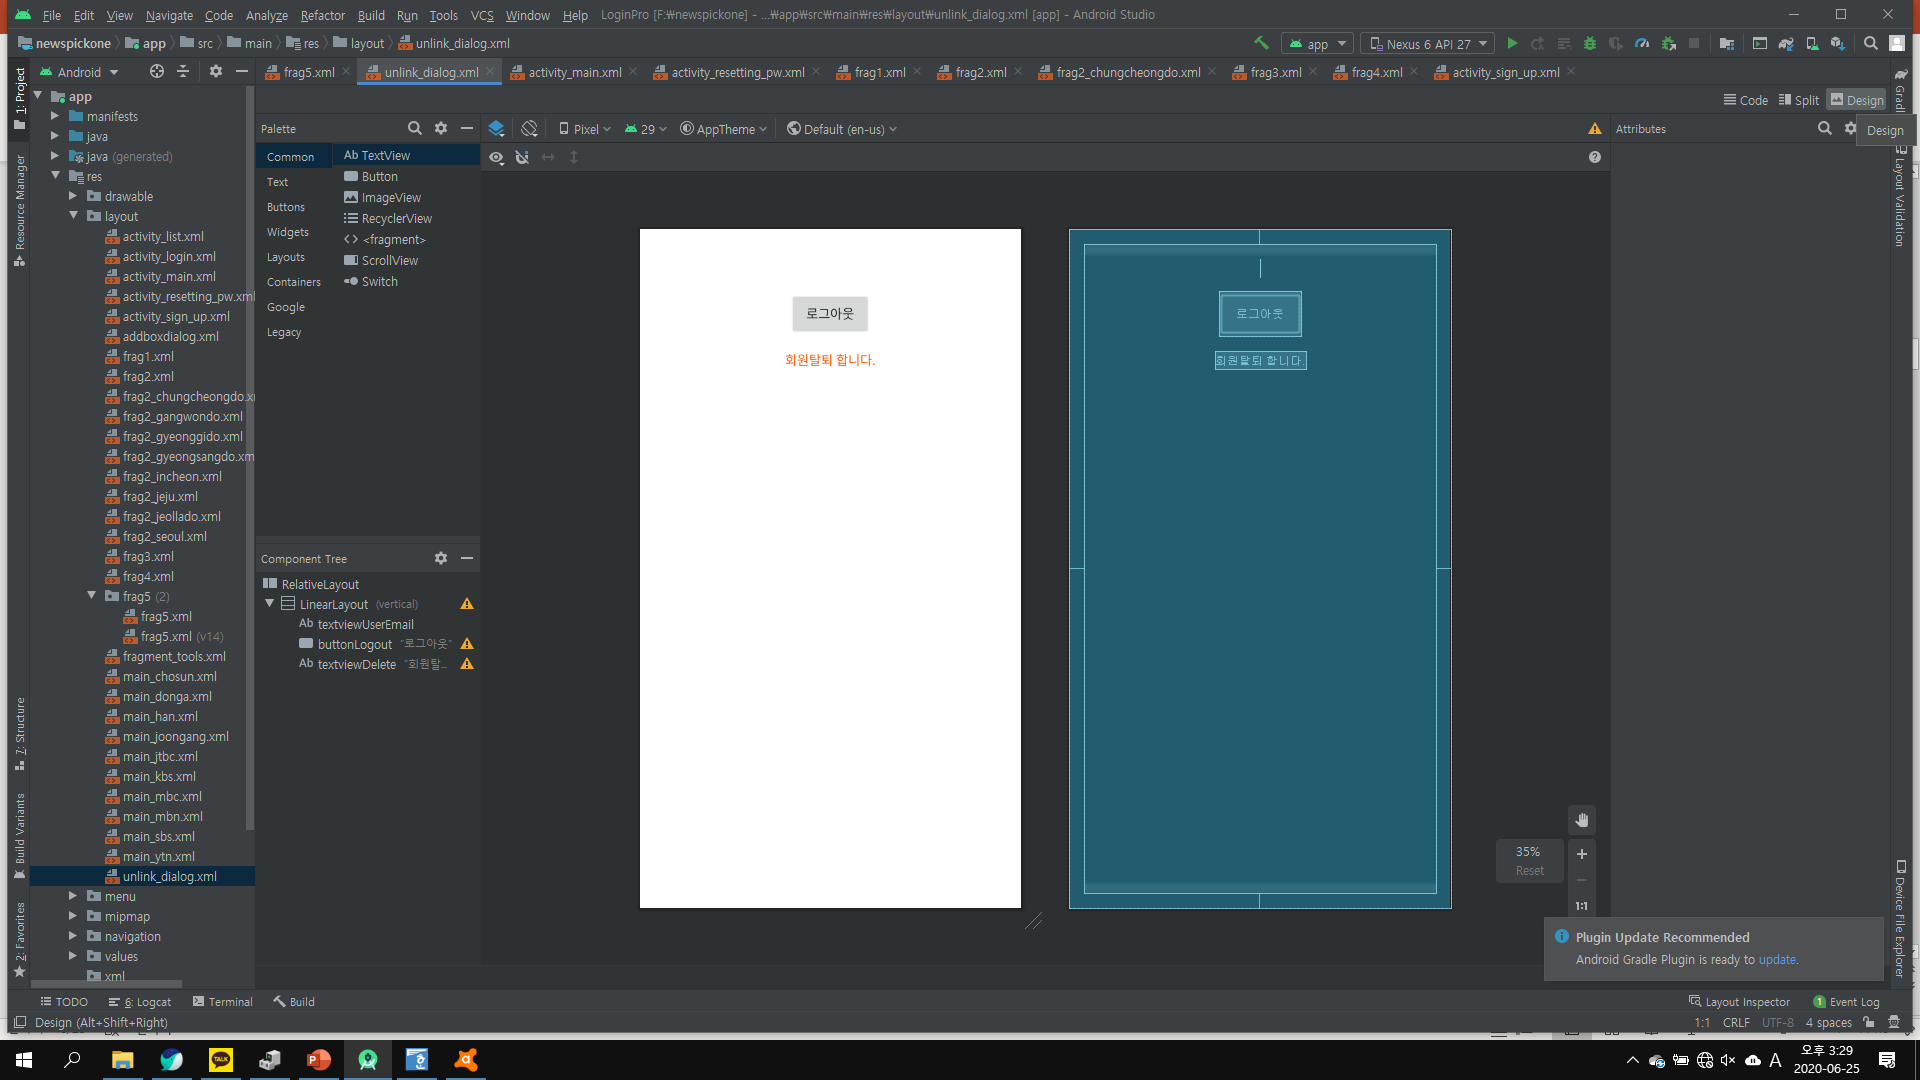 File Edit View Navigate Code Analyze Refactor Build Run Tools VCS Window Help LoginPro [F:₩newspickone] - ...₩app₩src₩main₩res₩layout₩unlink_dialog.xml [app] - Android Studio
newspickone app src main res layout unlink_dialog.xml
app Nexus 6 API 27
Android
frag5.xml unlink_dialog.xml activity_main.xml activity_resetting_pw.xml frag1.xml frag2.xml frag2_chungcheongdo.xml frag3.xml frag4.xml activity_sign_up.xml
Code Split Design
Design
1: Project
Resource Manager
7: Structure
Build Variants
2: Favorites
app
manifests
java
java (generated)
res
drawable
layout
activity_list.xml
activity_login.xml
activity_main.xml
activity_resetting_pw.xml
activity_sign_up.xml
addboxdialog.xml
frag1.xml
frag2.xml
frag2_chungcheongdo.x
frag2_gangwondo.xml
frag2_gyeonggido.xml
frag2_gyeongsangdo.xm
frag2_incheon.xml
frag2_jeju.xml
frag2_jeollado.xml
frag2_seoul.xml
frag3.xml
frag4.xml
frag5 (2)
frag5.xml
frag5.xml (v14)
fragment_tools.xml
main_chosun.xml
main_donga.xml
main_han.xml
main_joongang.xml
main_jtbc.xml
main_kbs.xml
main_mbc.xml
main_mbn.xml
main_sbs.xml
main_ytn.xml
unlink_dialog.xml
menu
mipmap
navigation
values
xml
Palette
Common
Text
Buttons
Widgets
Layouts
Containers
Google
Legacy
Ab TextView
Button
ImageView
RecyclerView
<fragment>
ScrollView
Switch
Component Tree
RelativeLayout
LinearLayout (vertical)
Ab textviewUserEmail
buttonLogout "로그아웃"
Ab textviewDelete "회원탈...
Pixel 29 AppTheme Default (en-us)
로그아웃
회원탈퇴 합니다.
로그아웃
회원탈퇴 합니다.
35%
Reset
1:1
Attributes
Layout Validation
Device File Explorer
Plugin Update Recommended
Android Gradle Plugin is ready to update.
TODO 6: Logcat Terminal Build
Layout Inspector 1 Event Log
Design (Alt+Shift+Right)
1:1 CRLF UTF-8 4 spaces
TALK
A
오후 3:29
2020-06-25